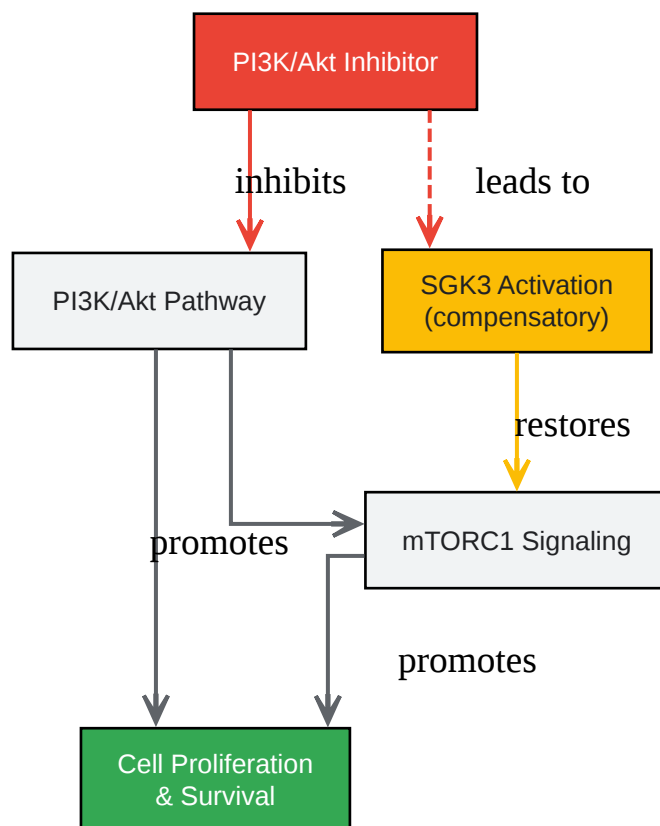 PI3K/Akt Inhibitor
inhibits
leads to
PI3K/Akt Pathway
SGK3 Activation
(compensatory)
restores
promotes
mTORC1 Signaling
promotes
Cell Proliferation
& Survival